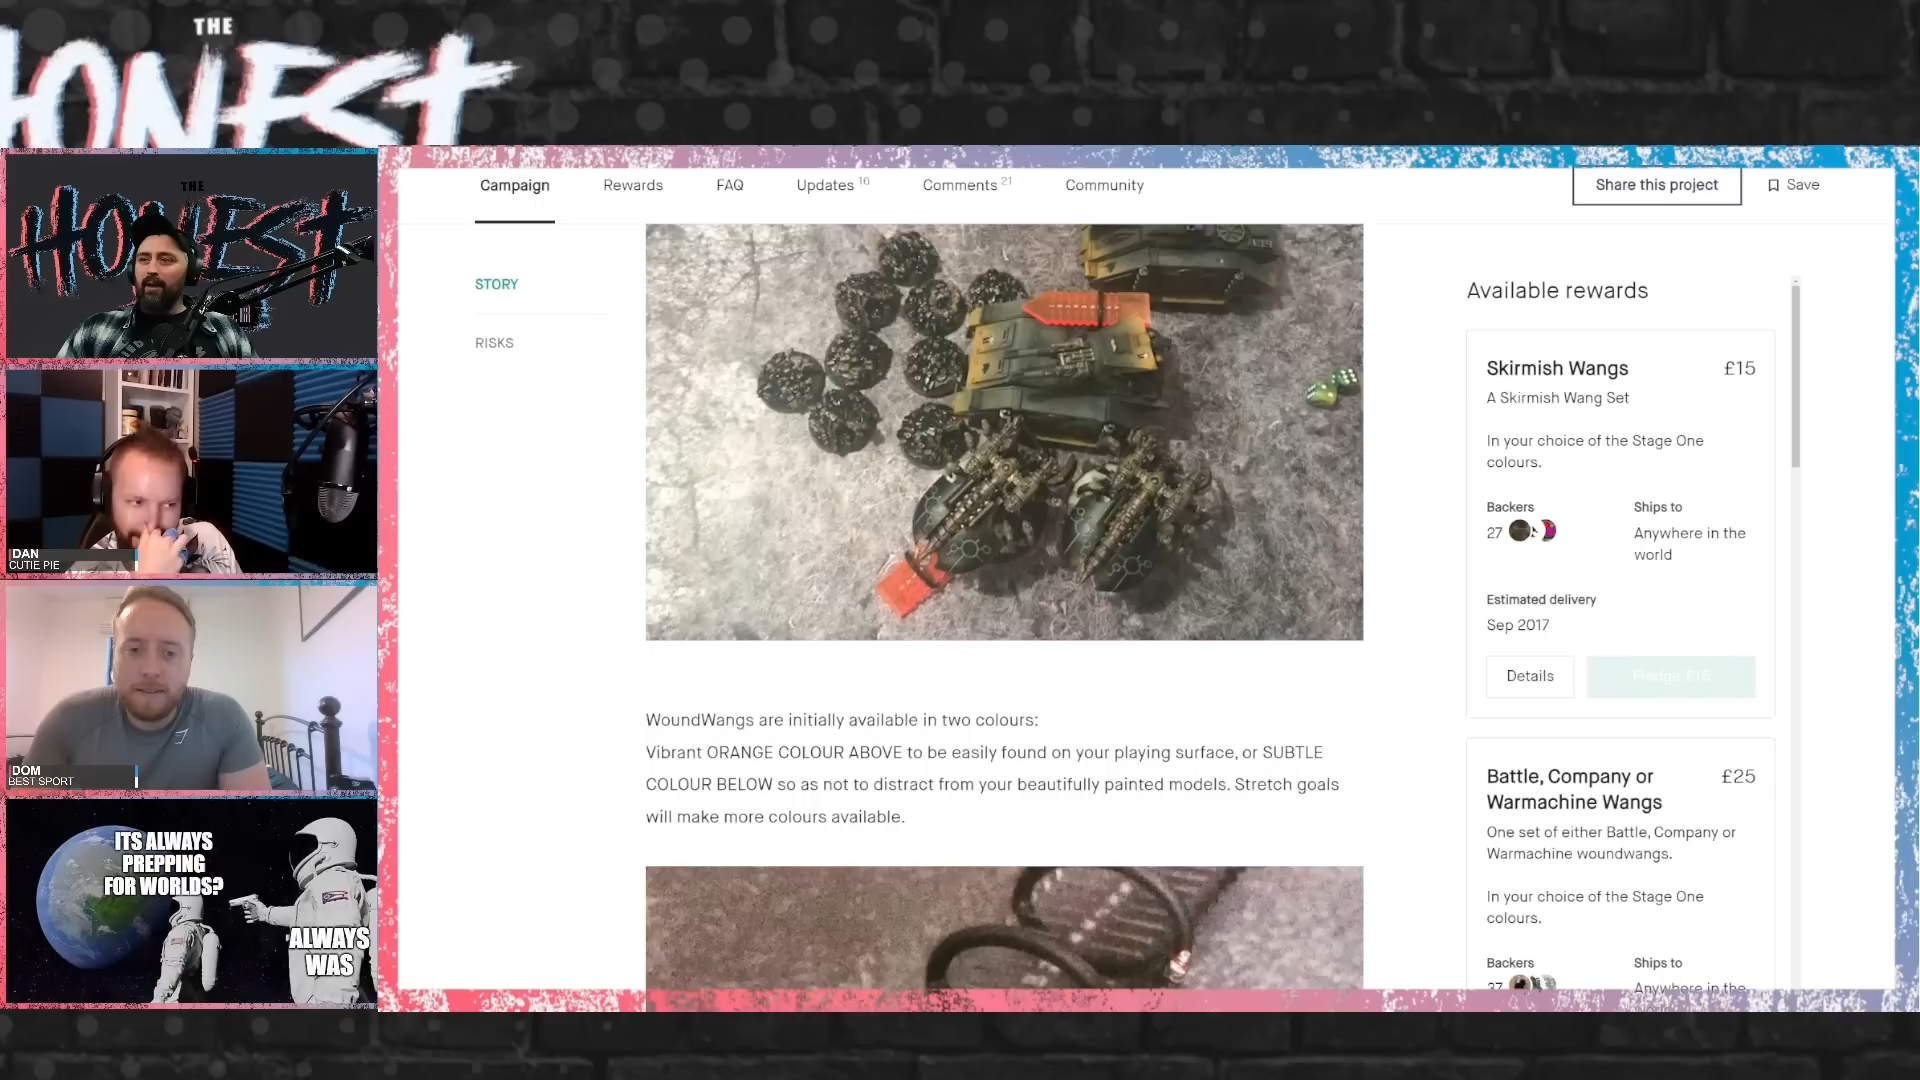 THE
HONEST
THE
HONEST
DAN
CUTIE PIE
DOM
BEST SPORT
ITS ALWAYS
PREPPING
FOR WORLDS?
ALWAYS
WAS
Campaign Rewards FAQ Updates 16 Comments 21 Community Share this project Save
STORY
RISKS
WoundWangs are initially available in two colours:
Vibrant ORANGE COLOUR ABOVE to be easily found on your playing surface, or SUBTLE
COLOUR BELOW so as not to distract from your beautifully painted models. Stretch goals
will make more colours available.
Available rewards
Skirmish Wangs £15
A Skirmish Wang Set
In your choice of the Stage One
colours.
Backers Ships to
27 Anywhere in the
world
Estimated delivery
Sep 2017
Details Pledge £15
Battle, Company or £25
Warmachine Wangs
One set of either Battle, Company or
Warmachine woundwangs.
In your choice of the Stage One
colours.
Backers Ships to
37 Anywhere in the